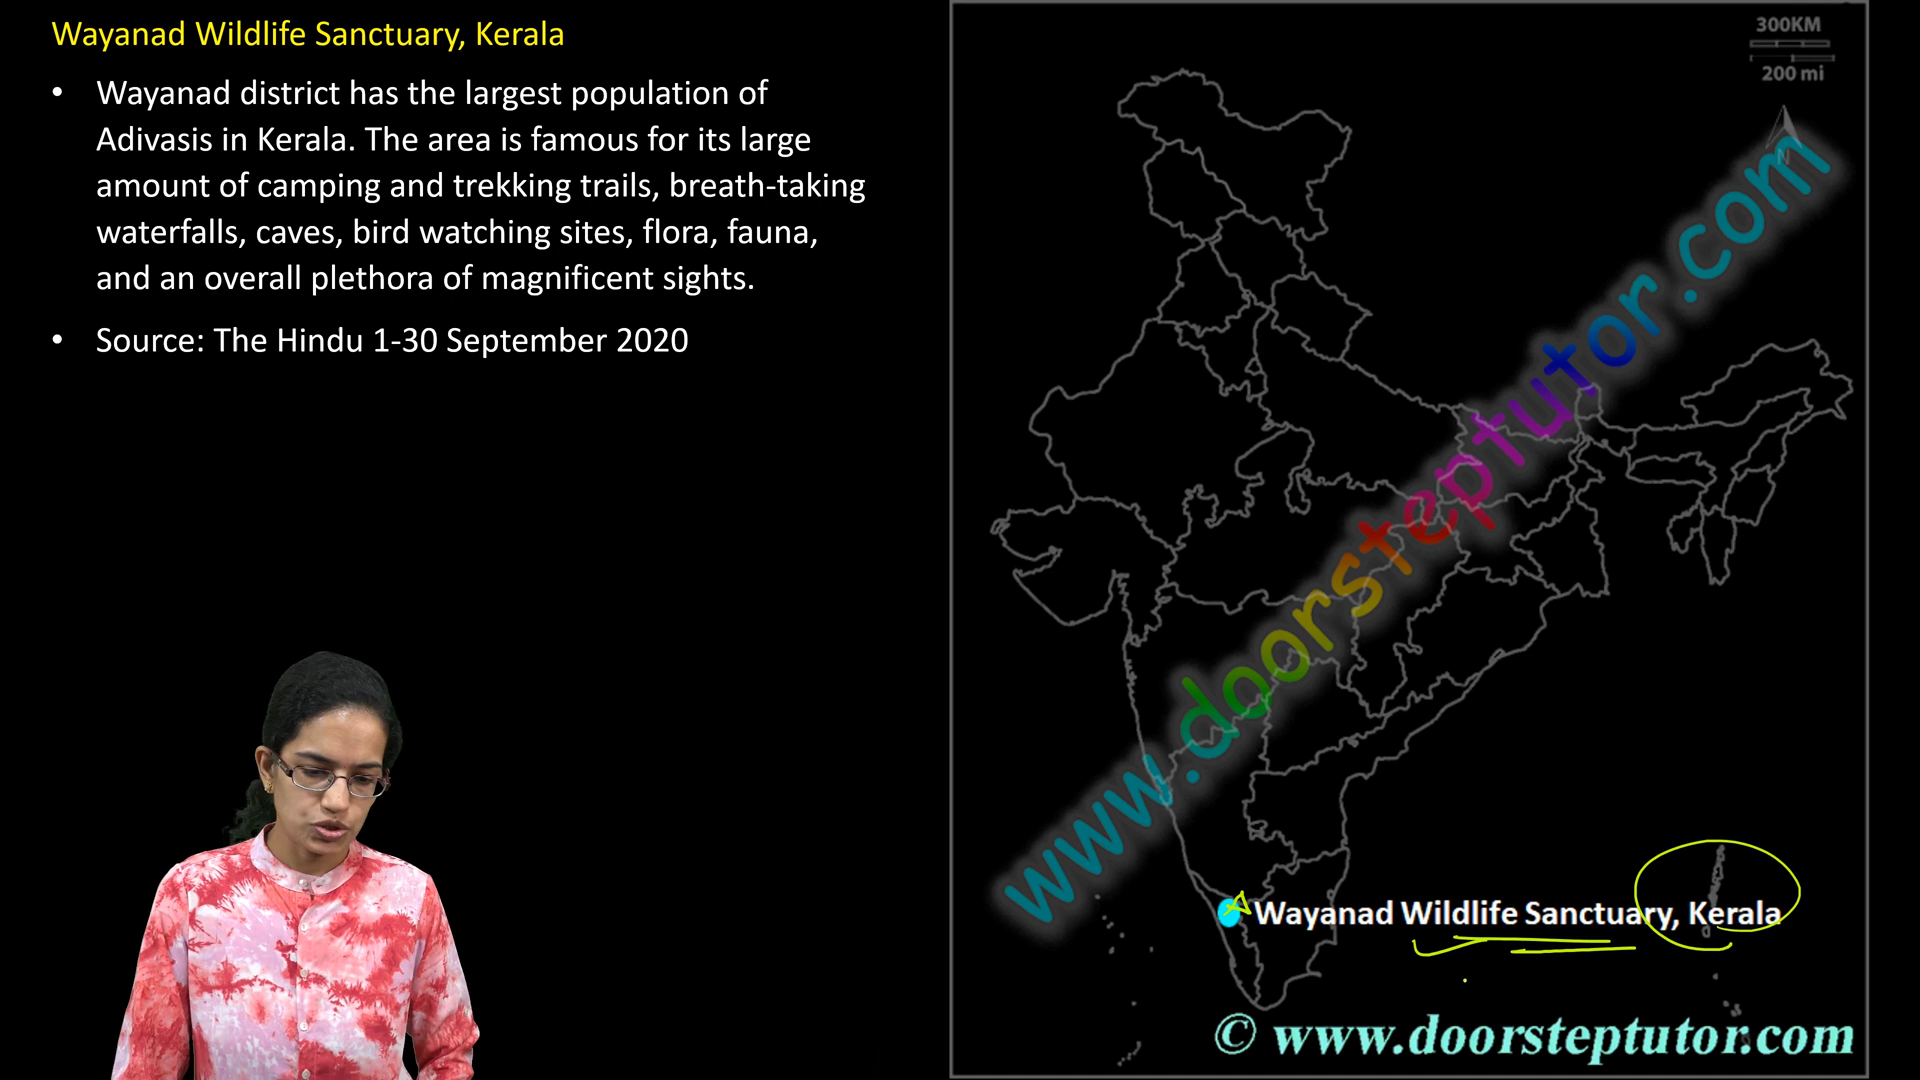 Wayanad Wildlife Sanctuary, Kerala
• Wayanad district has the largest population of
Adivasis in Kerala. The area is famous for its large
amount of camping and trekking trails, breath-taking
waterfalls, caves, bird watching sites, flora, fauna,
and an overall plethora of magnificent sights.
• Source: The Hindu 1-30 September 2020
300KM
200 mi
N
www.doorsteptutor.com
Wayanad Wildlife Sanctuary, Kerala
© www.doorsteptutor.com